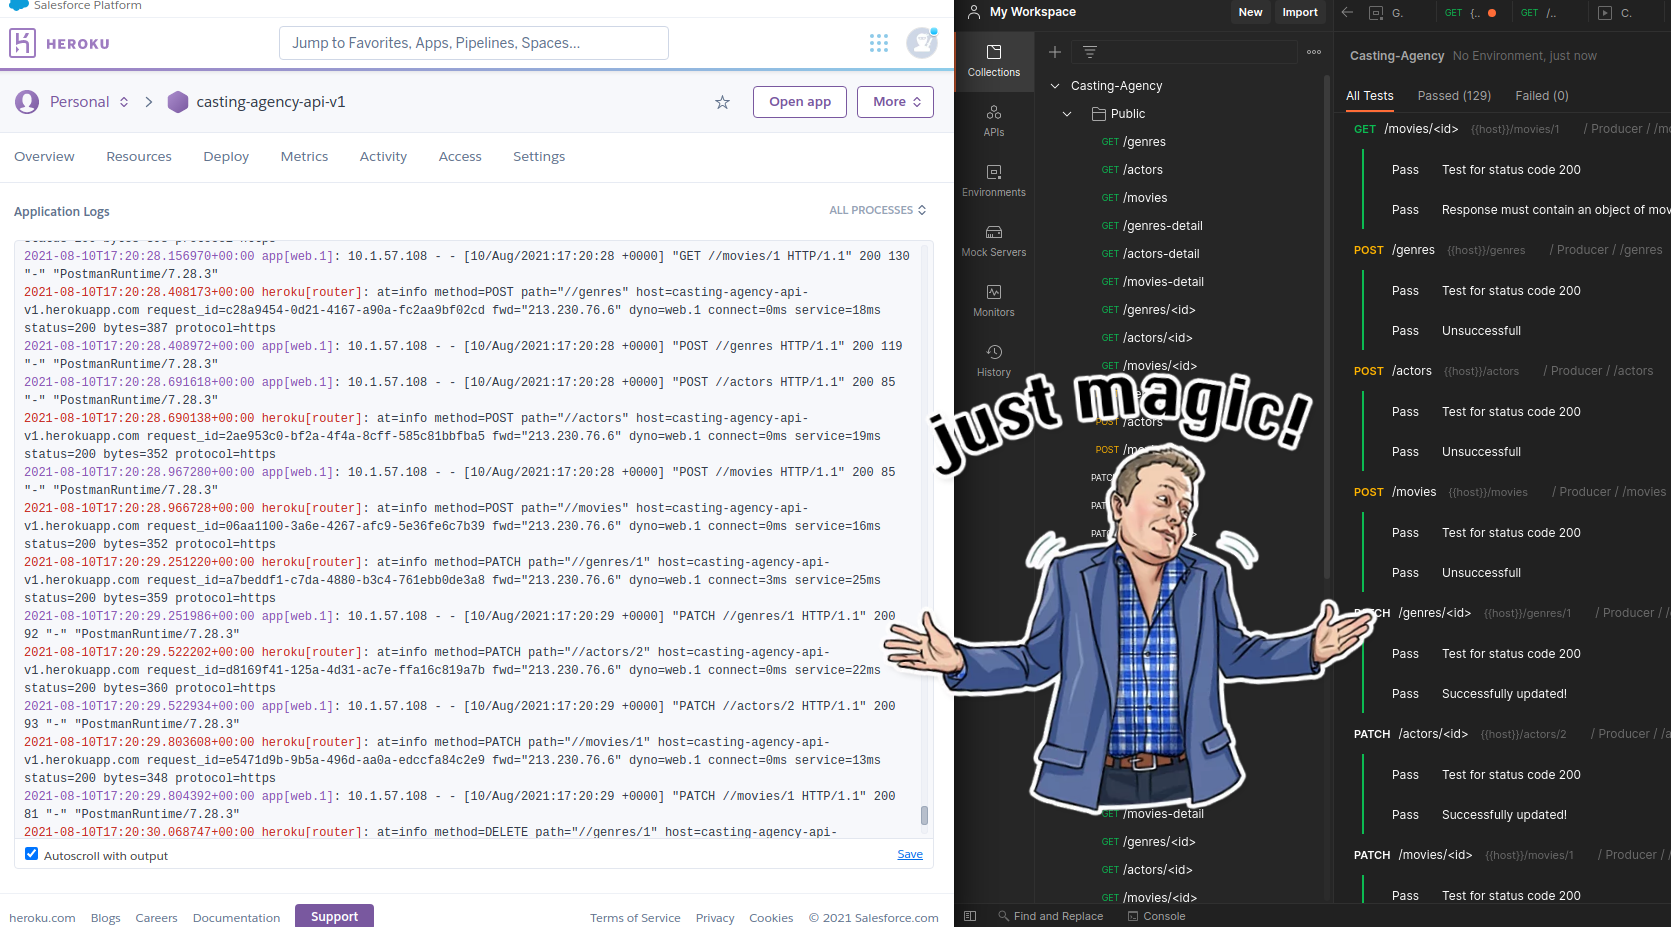 Salesforce Platform
HEROKU
Jump to Favorites, Apps, Pipelines, Spaces...
Personal
casting-agency-api-v1
Open app
More
Overview
Resources
Deploy
Metrics
Activity
Access
Settings
Application Logs
ALL PROCESSES
2021-08-10T17:20:28.156970+00:00 app[web.1]: 10.1.57.108 - - [10/Aug/2021:17:20:28 +0000] "GET //movies/1 HTTP/1.1" 200 130
"-" "PostmanRuntime/7.28.3"
2021-08-10T17:20:28.408173+00:00 heroku[router]: at=info method=POST path="//genres" host=casting-agency-api-
v1.herokuapp.com request_id=c28a9454-0d21-4167-a90a-fc2aa9bf02cd fwd="213.230.76.6" dyno=web.1 connect=0ms service=18ms
status=200 bytes=387 protocol=https
2021-08-10T17:20:28.408972+00:00 app[web.1]: 10.1.57.108 - - [10/Aug/2021:17:20:28 +0000] "POST //genres HTTP/1.1" 200 119
"-" "PostmanRuntime/7.28.3"
2021-08-10T17:20:28.691618+00:00 app[web.1]: 10.1.57.108 - - [10/Aug/2021:17:20:28 +0000] "POST //actors HTTP/1.1" 200 85
"-" "PostmanRuntime/7.28.3"
2021-08-10T17:20:28.690138+00:00 heroku[router]: at=info method=POST path="//actors" host=casting-agency-api-
v1.herokuapp.com request_id=2ae953c0-bf2a-4f4a-8cff-585c81bbfba5 fwd="213.230.76.6" dyno=web.1 connect=0ms service=19ms
status=200 bytes=352 protocol=https
2021-08-10T17:20:28.967280+00:00 app[web.1]: 10.1.57.108 - - [10/Aug/2021:17:20:28 +0000] "POST //movies HTTP/1.1" 200 85
"-" "PostmanRuntime/7.28.3"
2021-08-10T17:20:28.966728+00:00 heroku[router]: at=info method=POST path="//movies" host=casting-agency-api-
v1.herokuapp.com request_id=06aa1100-3a6e-4267-afc9-5e36fe6c7b39 fwd="213.230.76.6" dyno=web.1 connect=0ms service=16ms
status=200 bytes=352 protocol=https
2021-08-10T17:20:29.251220+00:00 heroku[router]: at=info method=PATCH path="//genres/1" host=casting-agency-api-
v1.herokuapp.com request_id=a7beddf1-c7da-4880-b3c4-761ebb0de3a8 fwd="213.230.76.6" dyno=web.1 connect=3ms service=25ms
status=200 bytes=359 protocol=https
2021-08-10T17:20:29.251986+00:00 app[web.1]: 10.1.57.108 - - [10/Aug/2021:17:20:29 +0000] "PATCH //genres/1 HTTP/1.1" 200
92 "-" "PostmanRuntime/7.28.3"
2021-08-10T17:20:29.522202+00:00 heroku[router]: at=info method=PATCH path="//actors/2" host=casting-agency-api-
v1.herokuapp.com request_id=d8169f41-125a-4d31-ac7e-ffa16c819a7b fwd="213.230.76.6" dyno=web.1 connect=0ms service=22ms
status=200 bytes=360 protocol=https
2021-08-10T17:20:29.522934+00:00 app[web.1]: 10.1.57.108 - - [10/Aug/2021:17:20:29 +0000] "PATCH //actors/2 HTTP/1.1" 200
93 "-" "PostmanRuntime/7.28.3"
2021-08-10T17:20:29.803608+00:00 heroku[router]: at=info method=PATCH path="//movies/1" host=casting-agency-api-
v1.herokuapp.com request_id=e5471d9b-9b5a-496d-aa0a-edccfa84c2e9 fwd="213.230.76.6" dyno=web.1 connect=0ms service=13ms
status=200 bytes=348 protocol=https
2021-08-10T17:20:29.804392+00:00 app[web.1]: 10.1.57.108 - - [10/Aug/2021:17:20:29 +0000] "PATCH //movies/1 HTTP/1.1" 200
81 "-" "PostmanRuntime/7.28.3"
2021-08-10T17:20:30.068747+00:00 heroku[router]: at=info method=DELETE path="//genres/1" host=casting-agency-api-
Autoscroll with output
Save
heroku.com
Blogs
Careers
Documentation
Support
Terms of Service
Privacy
Cookies
© 2021 Salesforce.com
My Workspace
New
Import
Collections
APIs
Environments
Mock Servers
Monitors
History
Casting-Agency
Public
GET /genres
GET /actors
GET /movies
GET /genres-detail
GET /actors-detail
GET /movies-detail
GET /genres/<id>
GET /actors/<id>
GET /movies/<id>
just magic!
POST /actors
POST
GET /movies-detail
GET /genres/<id>
GET /actors/<id>
GET /movies/<id>
Find and Replace
Console
G.
GET {..
GET /..
C.
Casting-Agency No Environment, just now
All Tests
Passed (129)
Failed (0)
GET /movies/<id> {{host}}/movies/1 / Producer /
Pass Test for status code 200
Pass Response must contain an object of
POST /genres {{host}}/genres / Producer / /genres
Pass Test for status code 200
Pass Unsuccessfull
POST /actors {{host}}/actors / Producer / /actors
Pass Test for status code 200
Pass Unsuccessfull
POST /movies {{host}}/movies / Producer / /movies
Pass Test for status code 200
Pass Unsuccessfull
/genres/<id> {{host}}/genres/1 / Producer /
Pass Test for status code 200
Pass Successfully updated!
PATCH /actors/<id> {{host}}/actors/2 / Producer /
Pass Test for status code 200
Pass Successfully updated!
PATCH /movies/<id> {{host}}/movies/1 / Producer /
Pass Test for status code 200